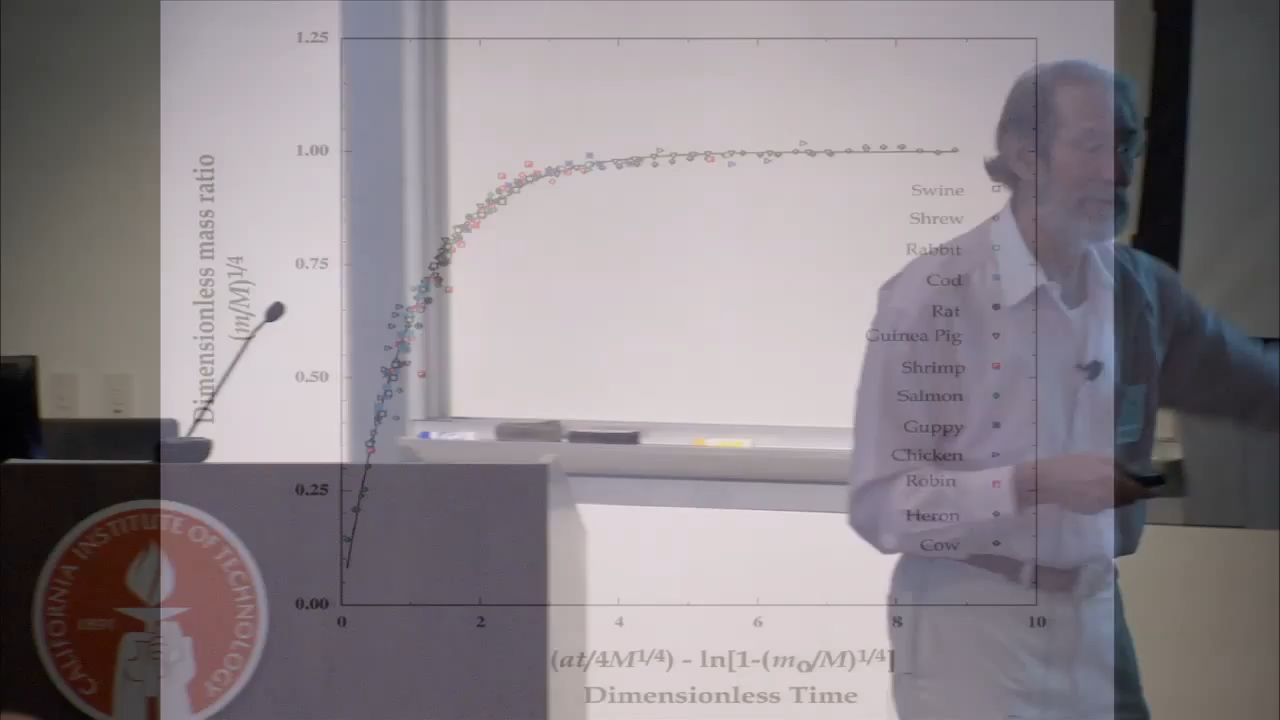 1.25
1.00
0.75
0.50
0.25
0.00
0 2 4 6 8 10
Dimensionless mass ratio
(m/M)1/4
Swine
Shrew
Rabbit
Cod
Rat
Guinea Pig
Shrimp
Salmon
Guppy
Chicken
Robin
Heron
Cow
(at/4M1/4) - ln[1-(m0/M)1/4]
Dimensionless Time
CALIFORNIA INSTITUTE OF TECHNOLOGY
1891